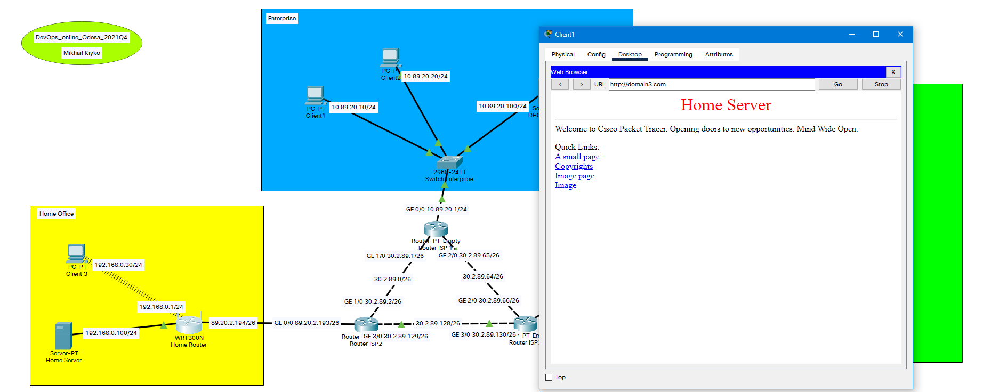 DevOps_online_Odesa_2021Q4
Mikhail Kiyko
Enterprise
PC-PT
Client2
10.89.20.20/24
PC-PT
Client1
10.89.20.10/24
10.89.20.100/24
2960-24TT
Switch Enterprise
GE 0/0 10.89.20.1/24
Router-PT-Empty
Router ISP 1
GE 1/0 30.2.89.1/26
GE 2/0 30.2.89.65/26
30.2.89.0/26
30.2.89.64/26
GE 1/0 30.2.89.2/26
GE 2/0 30.2.89.66/26
30.2.89.128/26
GE 0/0 89.20.2.193/26
Router- GE 3/0 30.2.89.129/26
Router ISP2
GE 3/0 30.2.89.130/26
Router ISP
Home Office
PC-PT
Client 3
192.168.0.30/24
192.168.0.1/24
192.168.0.100/24
89.20.2.194/26
WRT300N
Home Router
Server-PT
Home Server
Client1
Physical Config Desktop Programming Attributes
Web Browser X
< > URL http://domain3.com Go Stop
Home Server
Welcome to Cisco Packet Tracer. Opening doors to new opportunities. Mind Wide Open.
Quick Links:
A small page
Copyrights
Image page
Image
Top